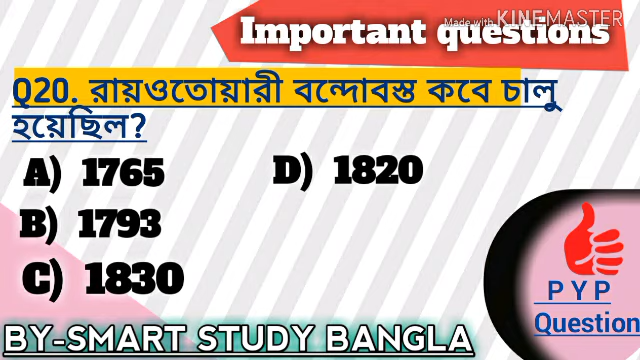 Important questions
Made with KINEMASTER
Q20. রায়ওতোয়ারী বন্দোবস্ত কবে চালু
হয়েছিল?
A) 1765
D) 1820
B) 1793
C) 1830
P Y P
Question
BY-SMART STUDY BANGLA